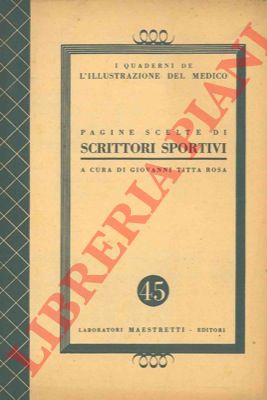 I QUADERNI DE
L'ILLUSTRAZIONE DEL MEDICO
PAGINE SCELTE DI
SCRITTORI SPORTIVI
A CURA DI GIOVANNI TITTA ROSA
45
LABORATORI MAESTRETTI - EDITORI
LIBRERIA PIANI